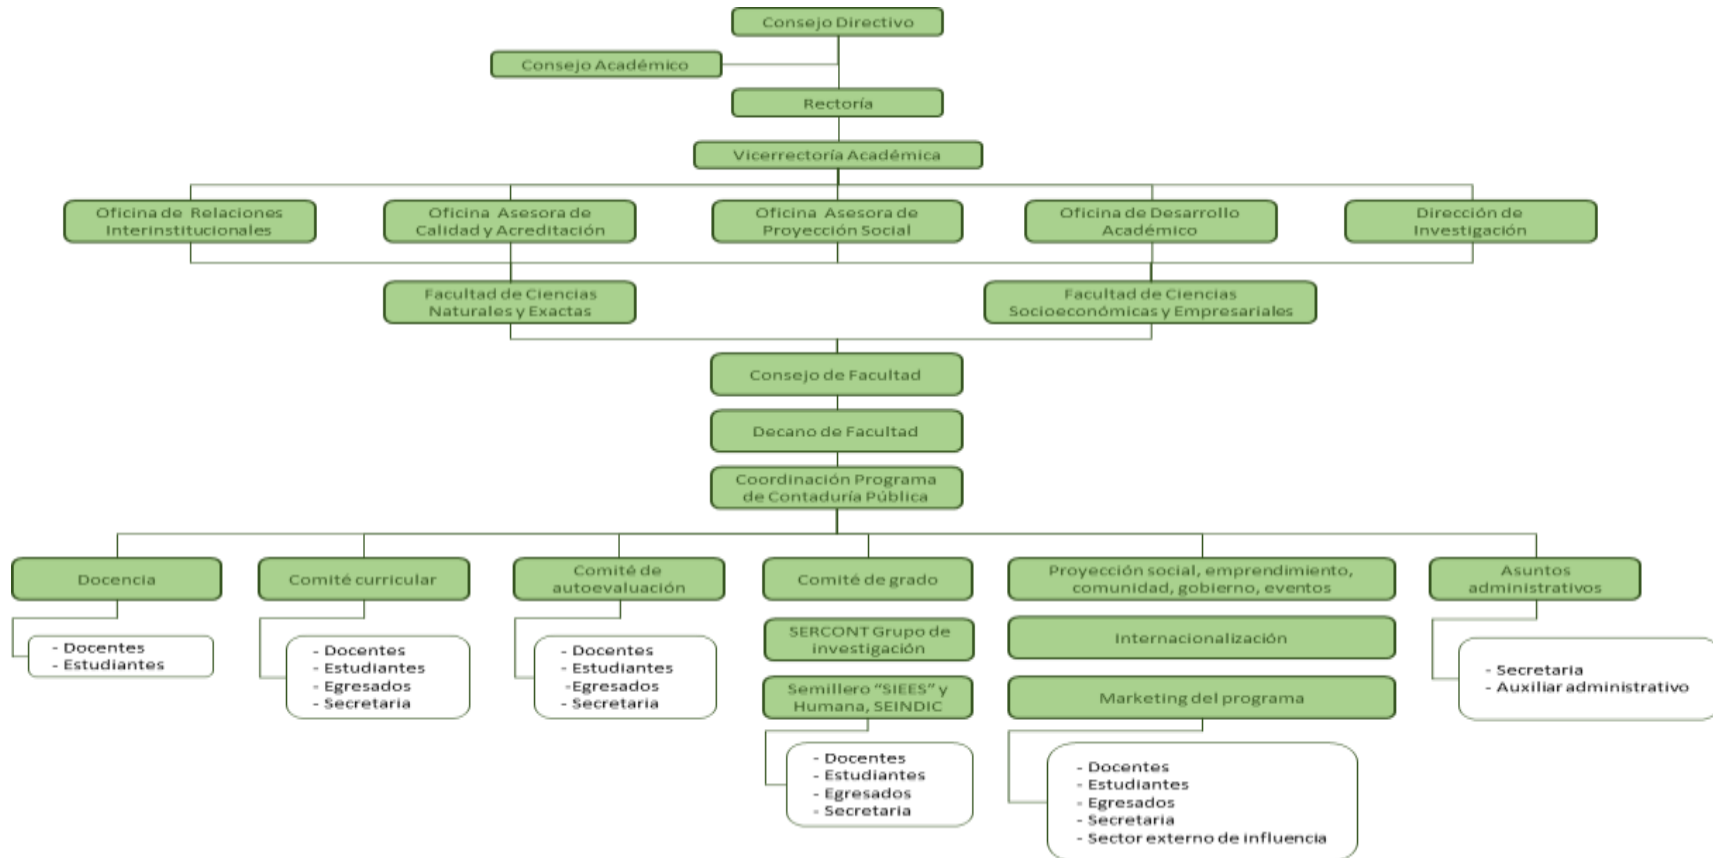 Consejo Directivo
Consejo Académico
Rectoría
Vicerrectoría Académica
Oficina de Relaciones
Interinstitucionales
Oficina Asesora de
Calidad y Acreditación
Oficina Asesora de
Proyección Social
Oficina de Desarrollo
Académico
Dirección de
Investigación
Facultad de Ciencias
Naturales y Exactas
Facultad de Ciencias
Socioeconómicas y Empresariales
Consejo de Facultad
Decano de Facultad
Coordinación Programa
de Contaduría Pública
Docencia
- Docentes
- Estudiantes
Comité curricular
- Docentes
- Estudiantes
- Egresados
- Secretaria
Comité de
autoevaluación
- Docentes
- Estudiantes
-Egresados
- Secretaria
Comité de grado
SERCONT Grupo de
investigación
Semillero “SIEES” y
Humana, SEINDIC
- Docentes
- Estudiantes
- Egresados
- Secretaria
Proyección social, emprendimiento,
comunidad, gobierno, eventos
Internacionalización
Marketing del programa
- Docentes
- Estudiantes
- Egresados
- Secretaria
- Sector externo de influencia
Asuntos
administrativos
- Secretaria
- Auxiliar administrativo